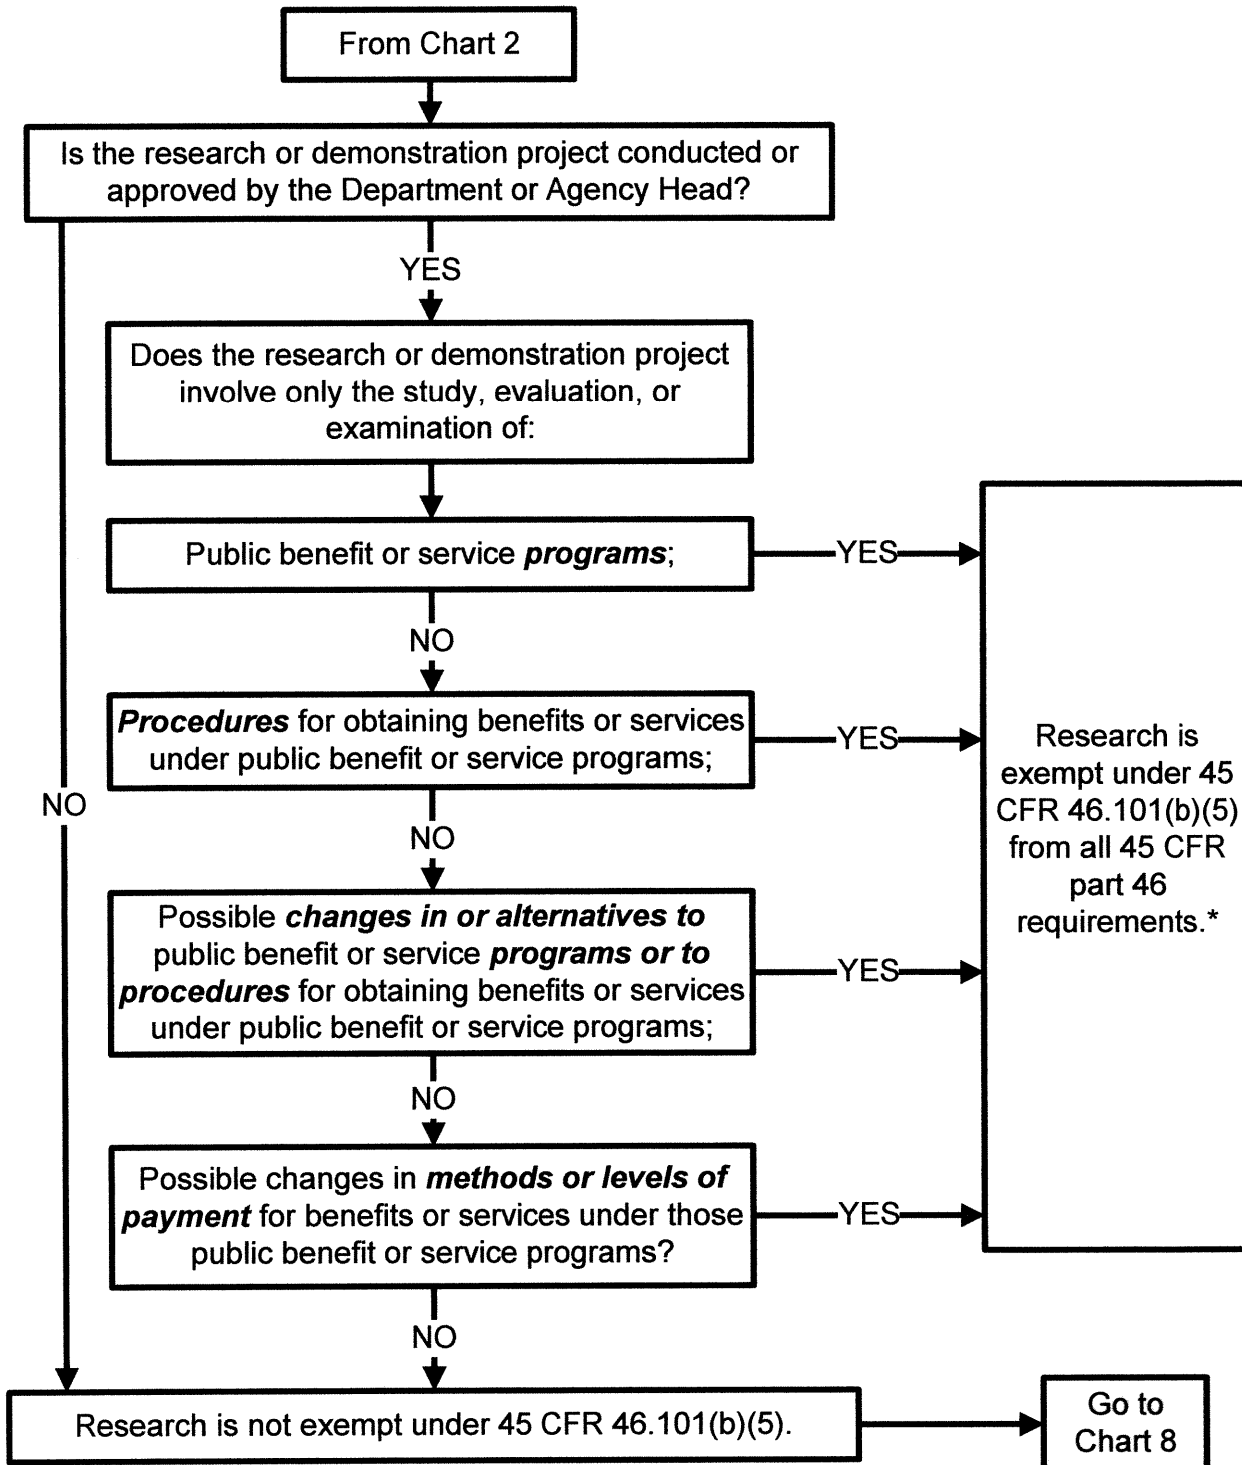 From Chart 2
Is the research or demonstration project conducted or
approved by the Department or Agency Head?
YES
Does the research or demonstration project
involve only the study, evaluation, or
examination of:
Public benefit or service programs;
YES
NO
Procedures for obtaining benefits or services
under public benefit or service programs;
YES
NO
NO
Possible changes in or alternatives to
public benefit or service programs or to
procedures for obtaining benefits or services
under public benefit or service programs;
YES
NO
Possible changes in methods or levels of
payment for benefits or services under those
public benefit or service programs?
YES
NO
Research is
exempt under 45
CFR 46.101(b)(5)
from all 45 CFR
part 46
requirements.*
Research is not exempt under 45 CFR 46.101(b)(5).
Go to
Chart 8